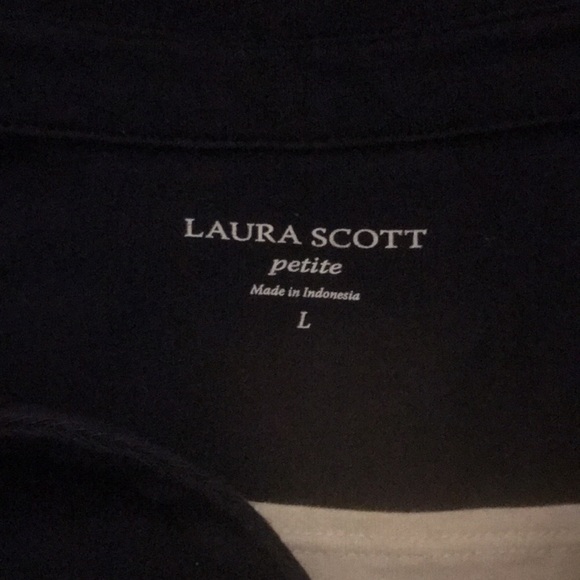 LAURA SCOTT
petite
Made in Indonesia
L